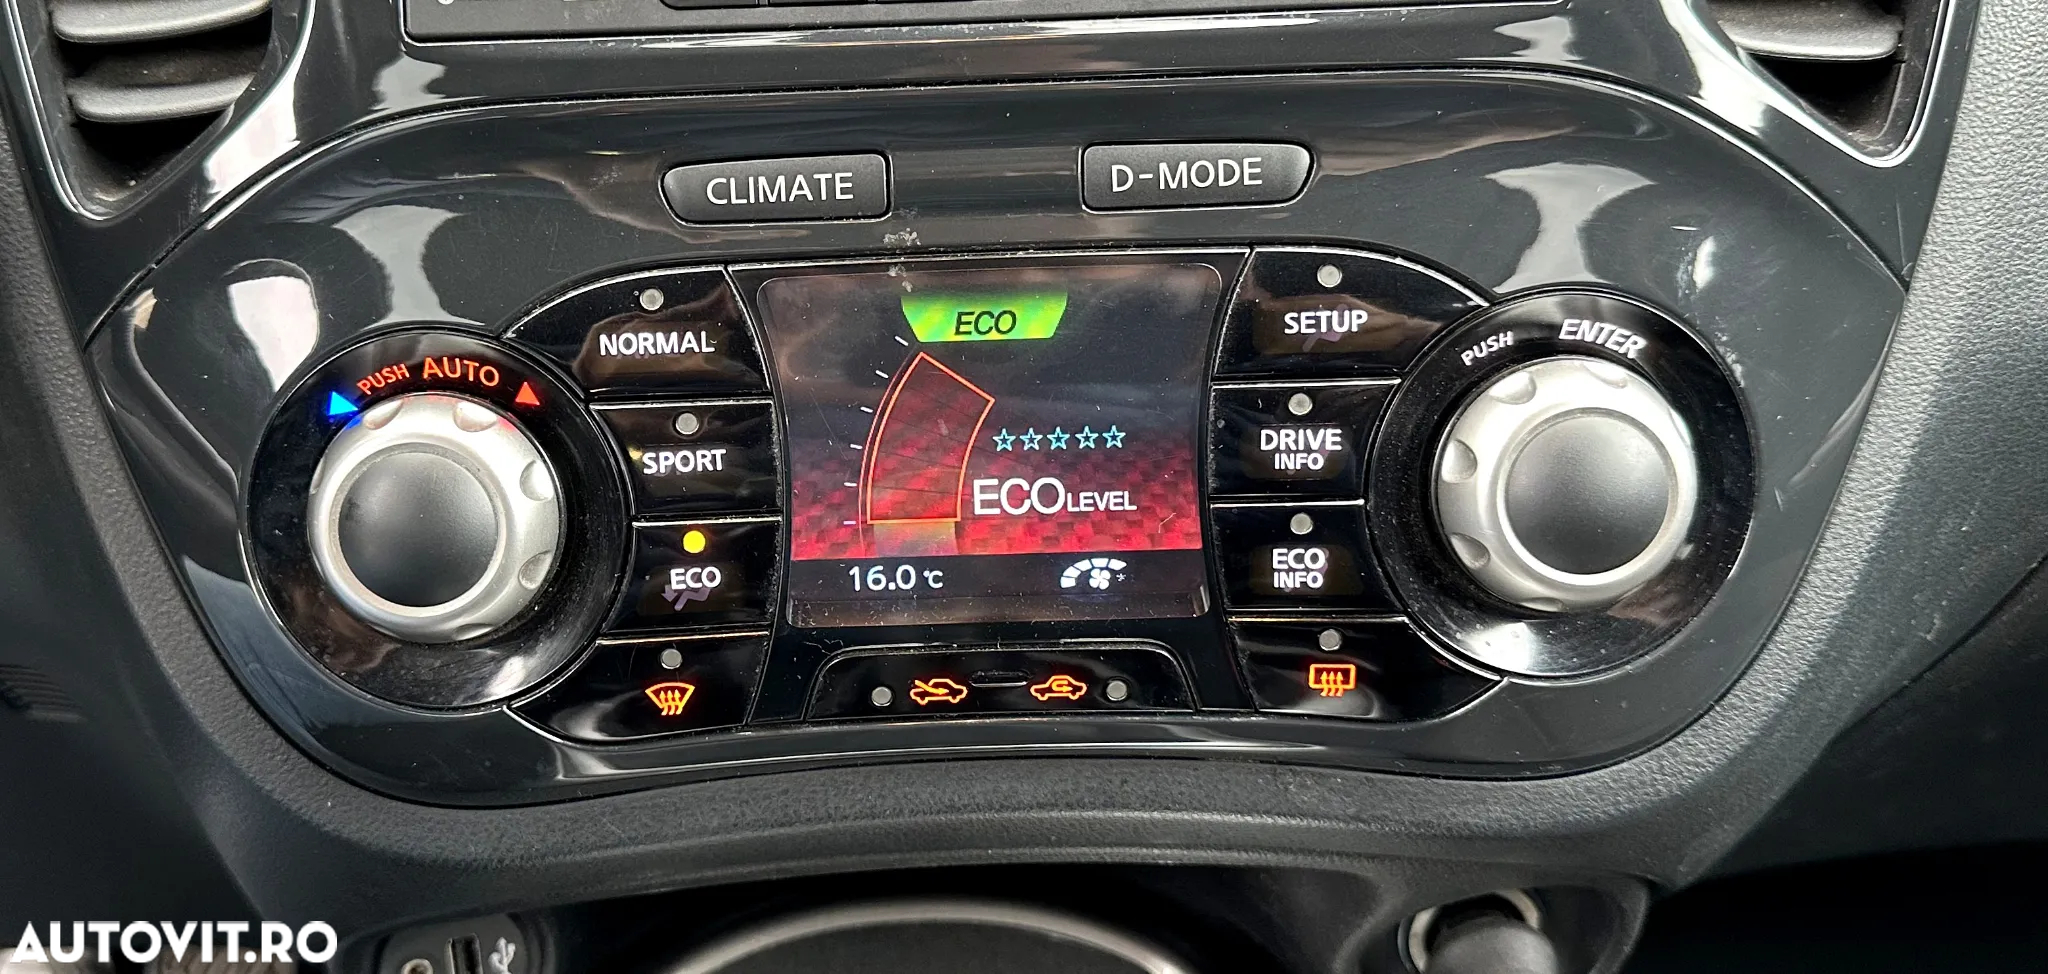 CLIMATE
D-MODE
PUSH AUTO
NORMAL
SPORT
ECO
ECO
ECO LEVEL
16.0 °C
SETUP
DRIVE
INFO
ECO
INFO
PUSH ENTER
AUTOVIT.RO